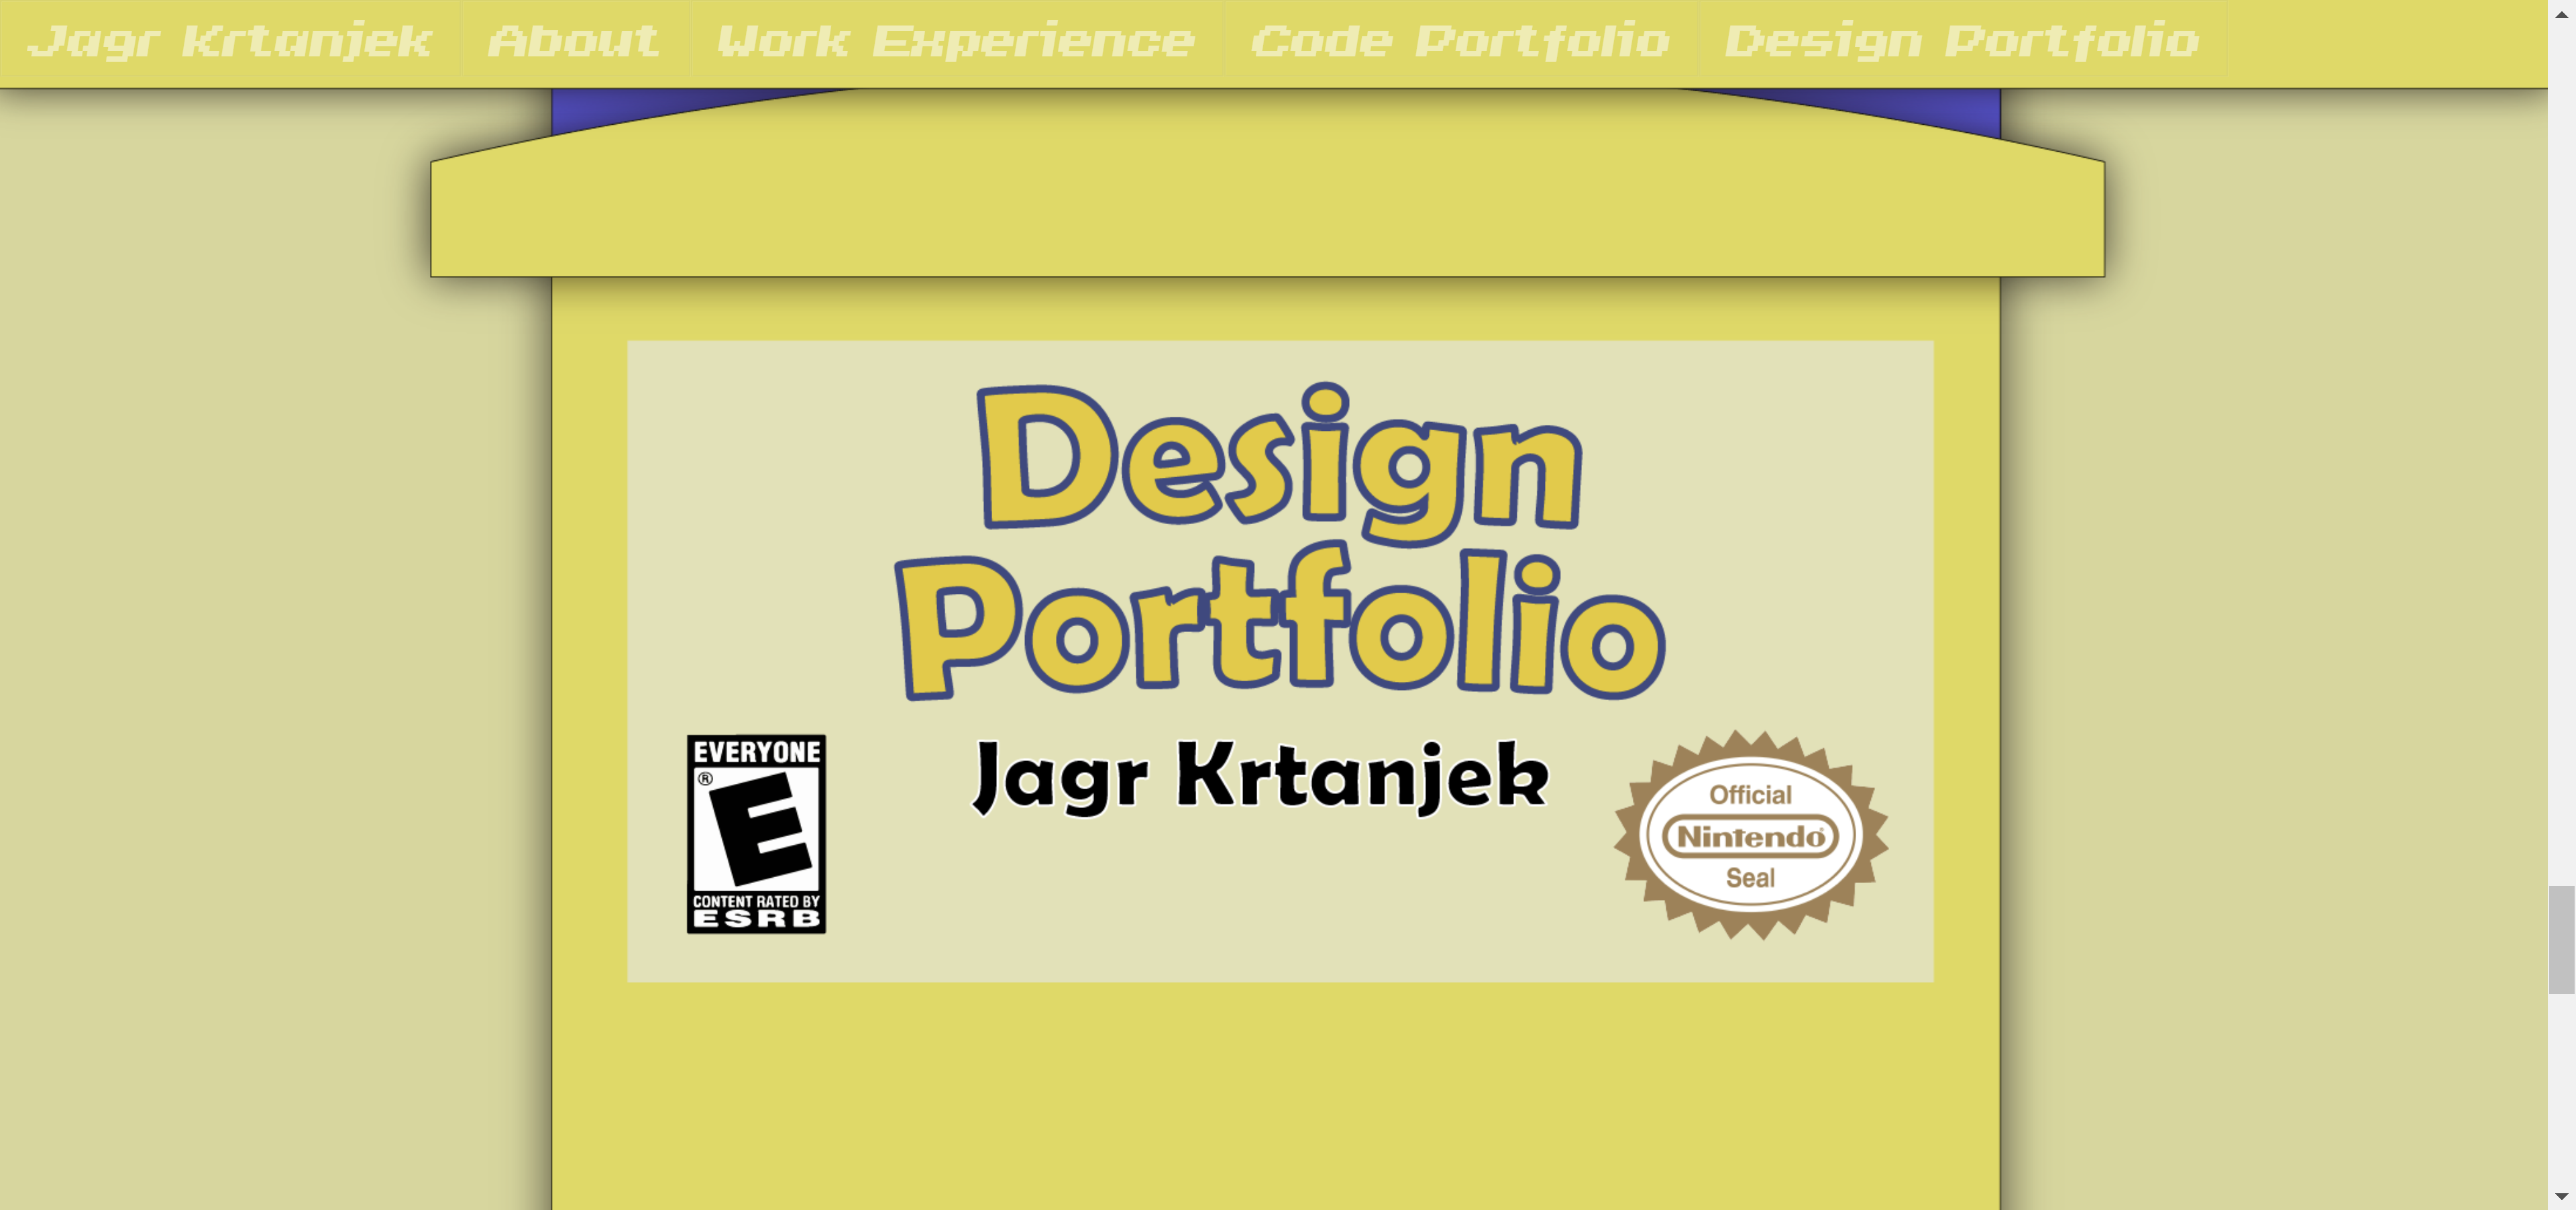 Jagr Krtanjek About Work Experience Code Portfolio Design Portfolio
Design
Portfolio
Jagr Krtanjek
EVERYONE
®
E
CONTENT RATED BY
ESRB
Official
Nintendo®
Seal